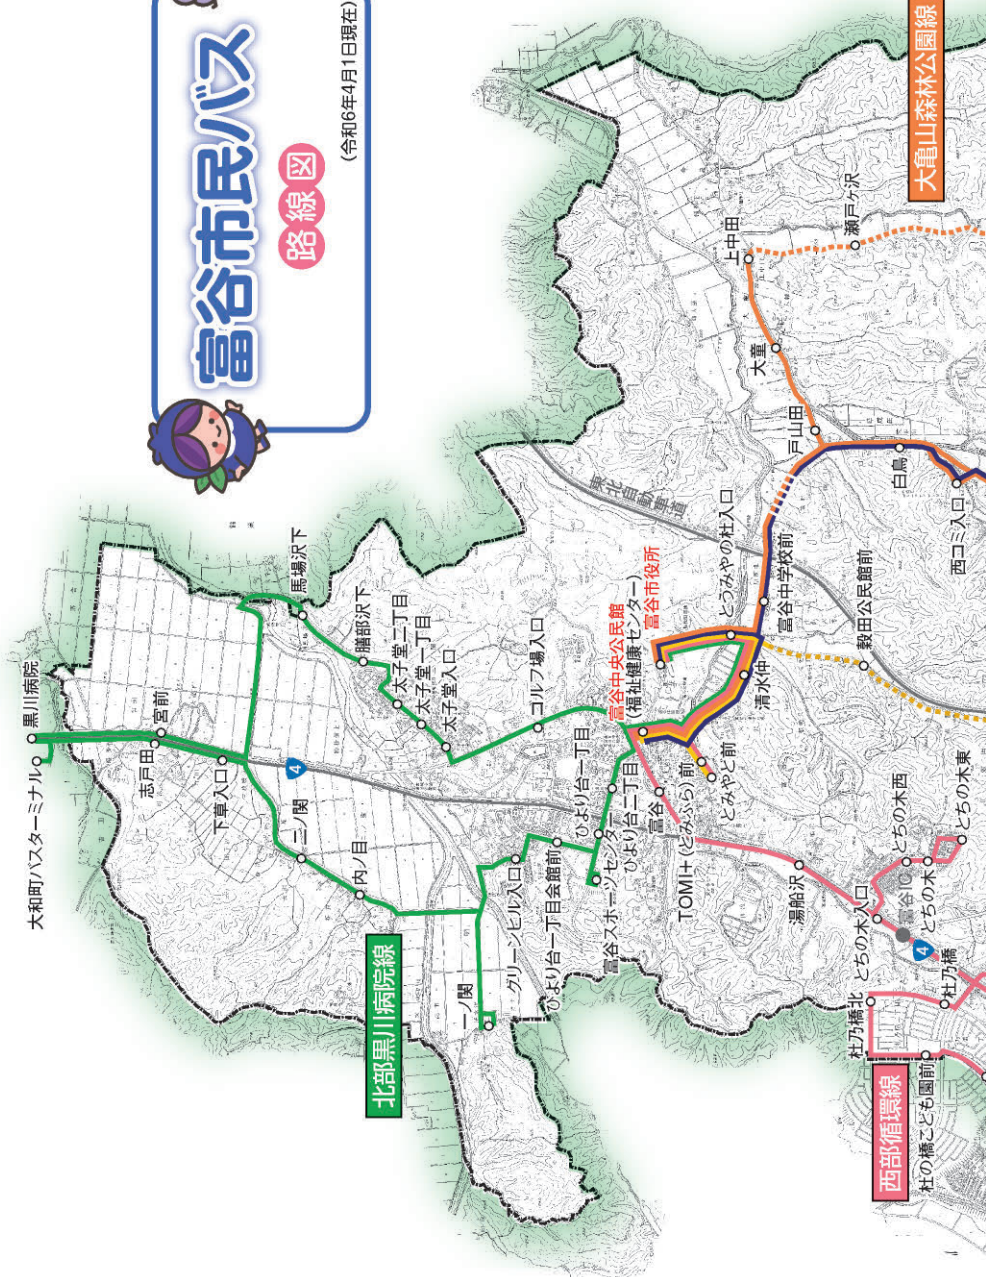 富谷市民バス
路線図
(令和6年4月1日現在)
大亀山森林公園線
北部黒川病院線
西部循環線
大和町バスターミナル
黒川病院
志戸田
宮前
下草入口
4
二ノ関
内ノ目
一ノ関
馬場沢下
膳部沢下
太子堂二丁目
太子堂一丁目
太子堂入口
ゴルフ場入口
グリーンヒル入口
ひより台一丁目会館前
ひより台一丁目
ひより台二丁目
富谷スポーツセンター
富谷中央公民館
(福祉健康センター)
富谷市役所
とうみやの杜入口
富谷
TOMI+(とみぷら)前
とみやど前
清水仲
富谷中学校前
東北自動車道
穀田公民館前
戸山田
大童
上中田
瀬戸ヶ沢
白鳥
西コミ入口
湯船沢
とちの木入口
とちの木西
とちの木
とちの木東
富谷IC
4
杜乃橋
杜乃橋北
杜の橋こども園前